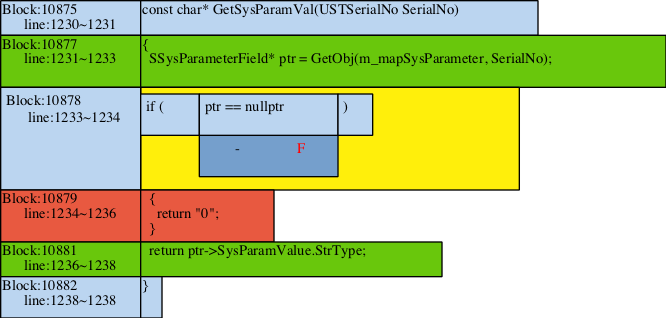 Block:10875 const char* GetSysParamVal(USTSerialNo SerialNo)
line:1230~1231
Block:10877 {
line:1231~1233 SSysParameterField* ptr = GetObj(m_mapSysParameter, SerialNo);
Block:10878 if ( ptr == nullptr )
line:1233~1234
- F
Block:10879 {
line:1234~1236 return "0";
}
Block:10881 return ptr->SysParamValue.StrType;
line:1236~1238
Block:10882 }
line:1238~1238